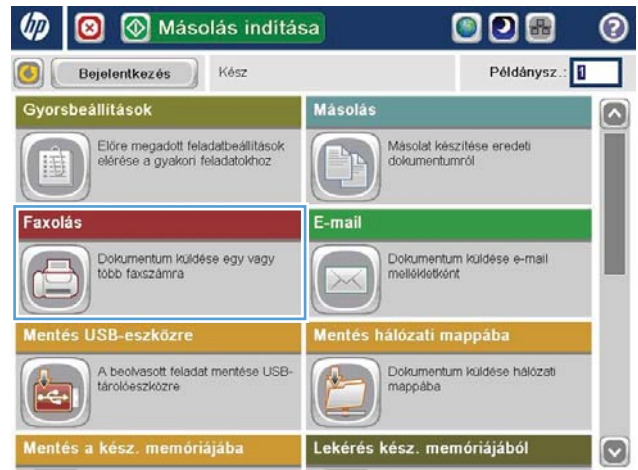 hp
Másolás indítása
?
Bejelentkezés
Kész
Példánysz.: 1
Gyorsbeállítások
Előre megadott feladatbeállítások
elérése a gyakori feladatokhoz
Másolás
Másolat készítése eredeti
dokumentumról
Faxolás
Dokumentum küldése egy vagy
több faxszámra
E-mail
Dokumentum küldése e-mail
mellékletként
Mentés USB-eszközre
A beolvasott feladat mentése USB-
tárolóeszközre
Mentés hálózati mappába
Dokumentum küldése hálózati
mappába
Mentés a kész. memóriájába
Lekérés kész. memóriájából